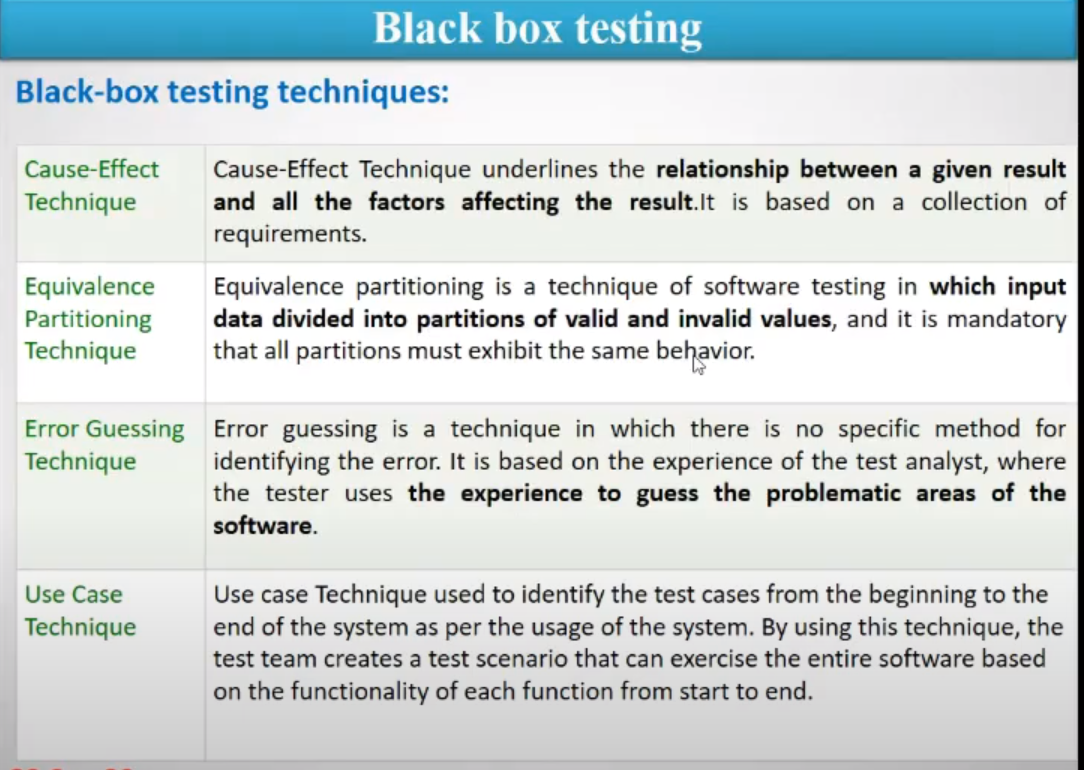 Black box testing
Black-box testing techniques:
Cause-Effect
Technique
Cause-Effect Technique underlines the relationship between a given result
and all the factors affecting the result.It is based on a collection of
requirements.
Equivalence
Partitioning
Technique
Equivalence partitioning is a technique of software testing in which input
data divided into partitions of valid and invalid values, and it is mandatory
that all partitions must exhibit the same behavior.
Error Guessing
Technique
Error guessing is a technique in which there is no specific method for
identifying the error. It is based on the experience of the test analyst, where
the tester uses the experience to guess the problematic areas of the
software.
Use Case
Technique
Use case Technique used to identify the test cases from the beginning to the
end of the system as per the usage of the system. By using this technique, the
test team creates a test scenario that can exercise the entire software based
on the functionality of each function from start to end.